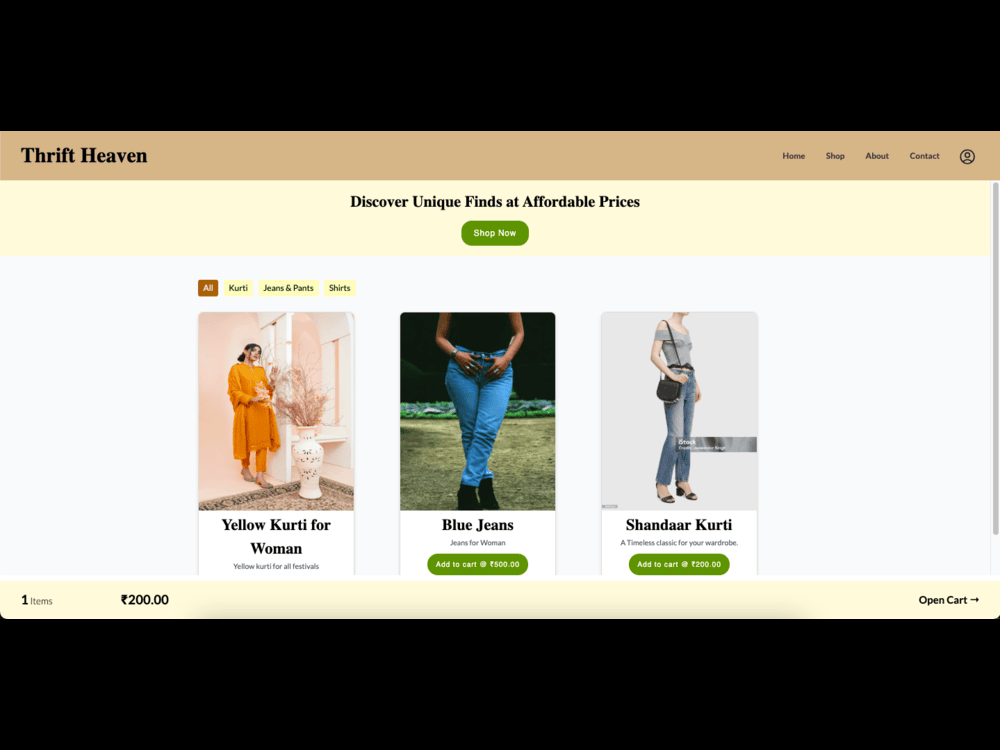 Thrift Heaven
Home Shop About Contact
Discover Unique Finds at Affordable Prices
Shop Now
All Kurti Jeans & Pants Shirts
iStock
Yellow Kurti for
Woman
Yellow kurti for all festivals
Blue Jeans
Jeans for Woman
Add to cart @ ₹500.00
Shandaar Kurti
A Timeless classic for your wardrobe.
Add to cart @ ₹200.00
1 Items ₹200.00 Open Cart →